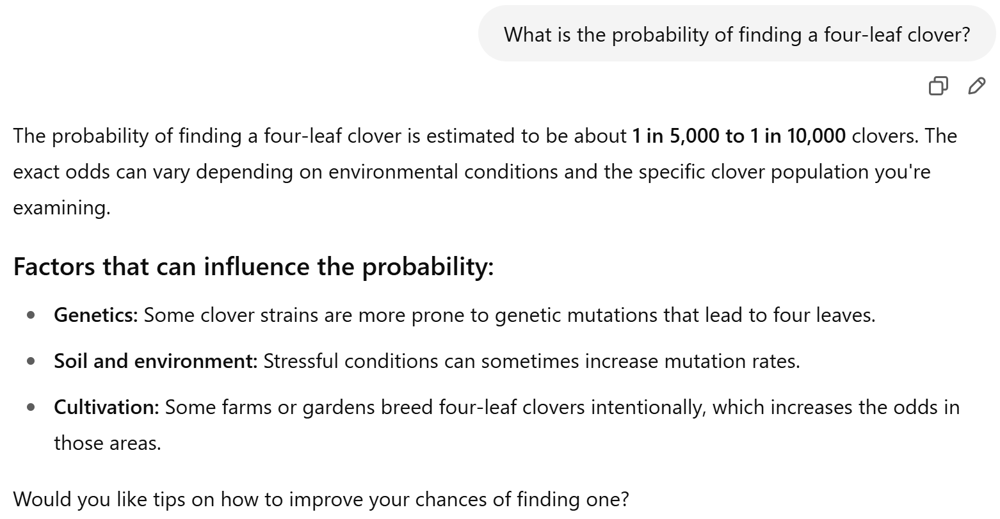 What is the probability of finding a four-leaf clover?
The probability of finding a four-leaf clover is estimated to be about 1 in 5,000 to 1 in 10,000 clovers. The
exact odds can vary depending on environmental conditions and the specific clover population you're
examining.
Factors that can influence the probability:
• Genetics: Some clover strains are more prone to genetic mutations that lead to four leaves.
• Soil and environment: Stressful conditions can sometimes increase mutation rates.
• Cultivation: Some farms or gardens breed four-leaf clovers intentionally, which increases the odds in
those areas.
Would you like tips on how to improve your chances of finding one?